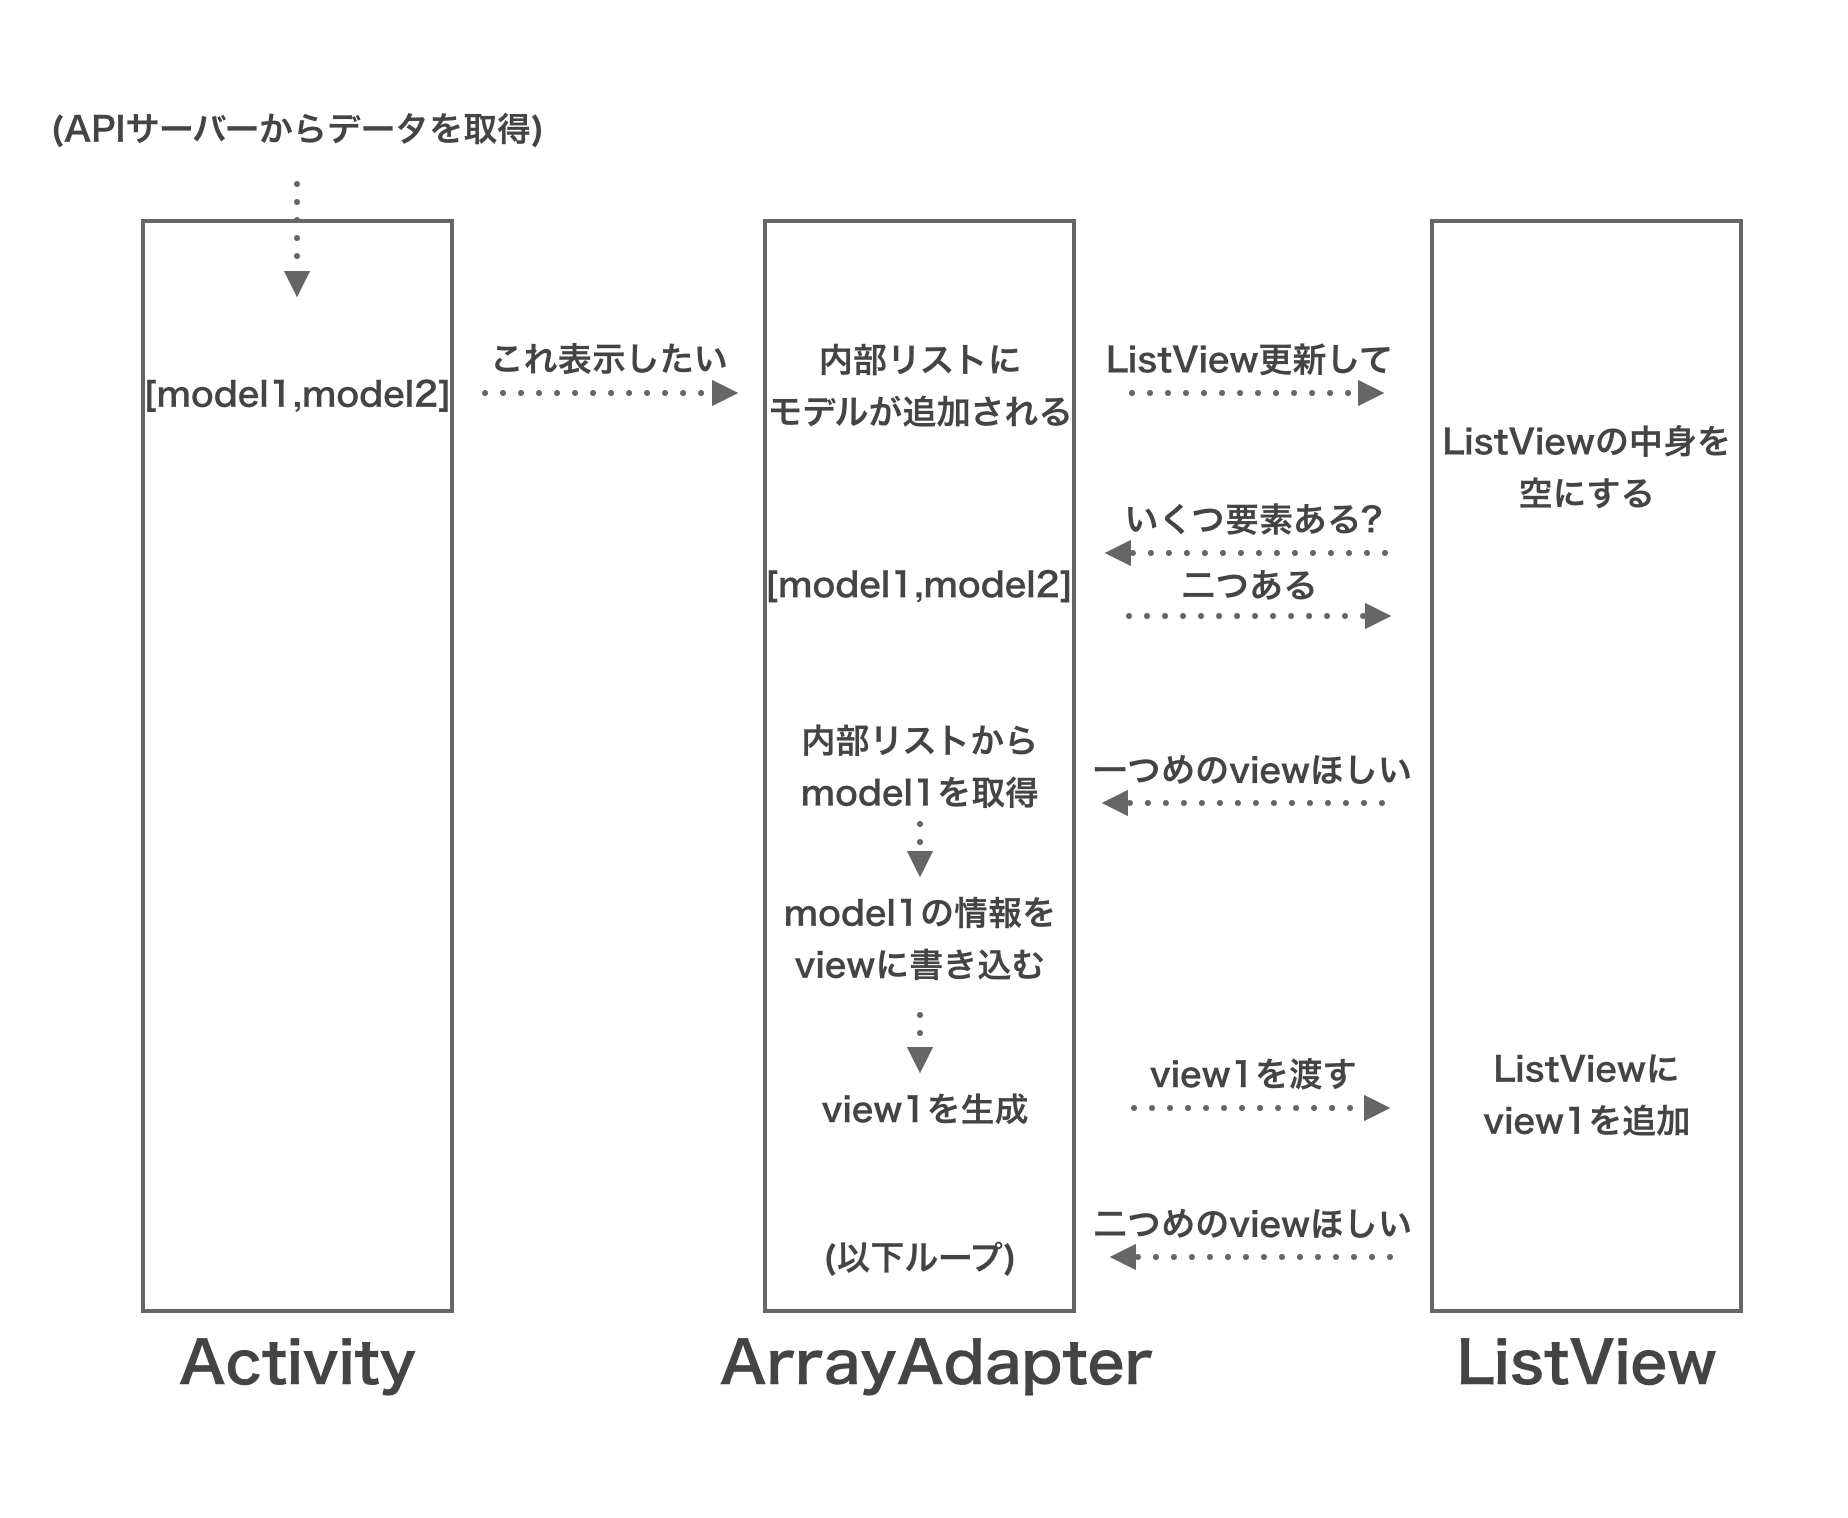 (APIサーバーからデータを取得)
[model1,model2]
これ表示したい
内部リストに
モデルが追加される
ListView更新して
ListViewの中身を
空にする
いくつ要素ある?
[model1,model2]
二つある
内部リストから
model1を取得
一つめのviewほしい
model1の情報を
viewに書き込む
view1を生成
view1を渡す
ListViewに
view1を追加
二つめのviewほしい
(以下ループ)
Activity
ArrayAdapter
ListView